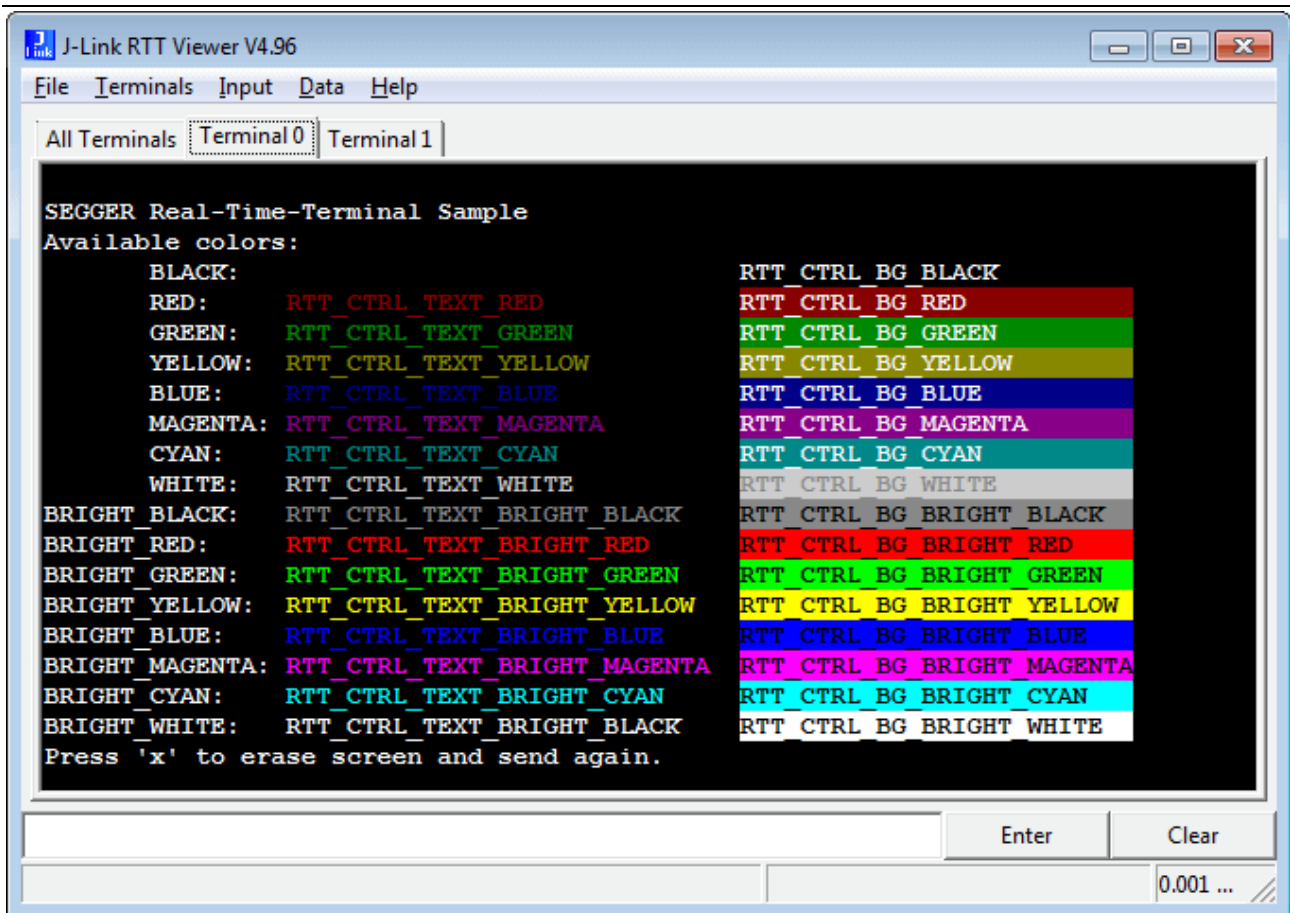 J-Link RTT Viewer V4.96
File Terminals Input Data Help
All Terminals Terminal 0 Terminal 1
SEGGER Real-Time-Terminal Sample
Available colors:
BLACK: RTT_CTRL_BG_BLACK
RED: RTT_CTRL_TEXT_RED RTT_CTRL_BG_RED
GREEN: RTT_CTRL_TEXT_GREEN RTT_CTRL_BG_GREEN
YELLOW: RTT_CTRL_TEXT_YELLOW RTT_CTRL_BG_YELLOW
BLUE: RTT_CTRL_TEXT_BLUE RTT_CTRL_BG_BLUE
MAGENTA: RTT_CTRL_TEXT_MAGENTA RTT_CTRL_BG_MAGENTA
CYAN: RTT_CTRL_TEXT_CYAN RTT_CTRL_BG_CYAN
WHITE: RTT_CTRL_TEXT_WHITE RTT_CTRL_BG_WHITE
BRIGHT_BLACK: RTT_CTRL_TEXT_BRIGHT_BLACK RTT_CTRL_BG_BRIGHT_BLACK
BRIGHT_RED: RTT_CTRL_TEXT_BRIGHT_RED RTT_CTRL_BG_BRIGHT_RED
BRIGHT_GREEN: RTT_CTRL_TEXT_BRIGHT_GREEN RTT_CTRL_BG_BRIGHT_GREEN
BRIGHT_YELLOW: RTT_CTRL_TEXT_BRIGHT_YELLOW RTT_CTRL_BG_BRIGHT_YELLOW
BRIGHT_BLUE: RTT_CTRL_TEXT_BRIGHT_BLUE RTT_CTRL_BG_BRIGHT_BLUE
BRIGHT_MAGENTA: RTT_CTRL_TEXT_BRIGHT_MAGENTA RTT_CTRL_BG_BRIGHT_MAGENTA
BRIGHT_CYAN: RTT_CTRL_TEXT_BRIGHT_CYAN RTT_CTRL_BG_BRIGHT_CYAN
BRIGHT_WHITE: RTT_CTRL_TEXT_BRIGHT_BLACK RTT_CTRL_BG_BRIGHT_WHITE
Press 'x' to erase screen and send again.
Enter Clear
0.001 ...